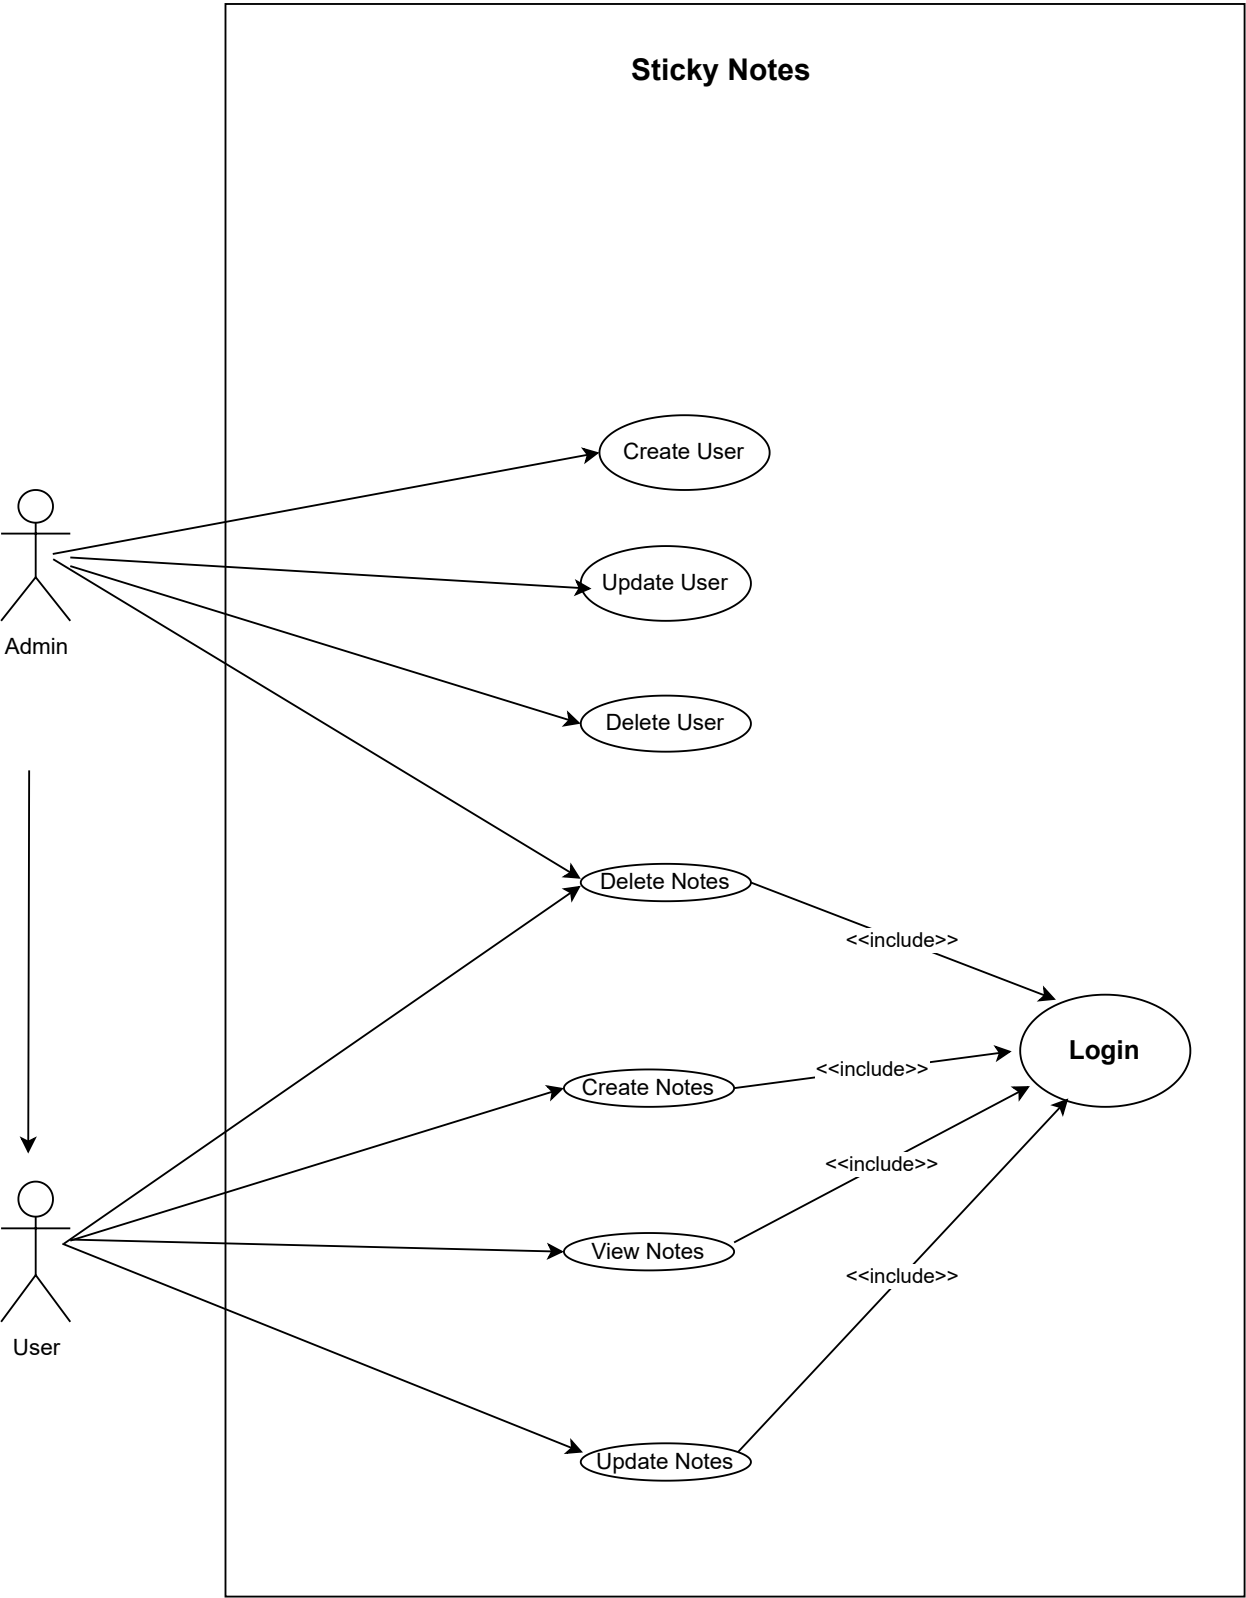 Sticky Notes
Create User
Update User
Admin
Delete User
Delete Notes
<<include>>
Login
<<include>>
Create Notes
<<include>>
View Notes
<<include>>
User
Update Notes